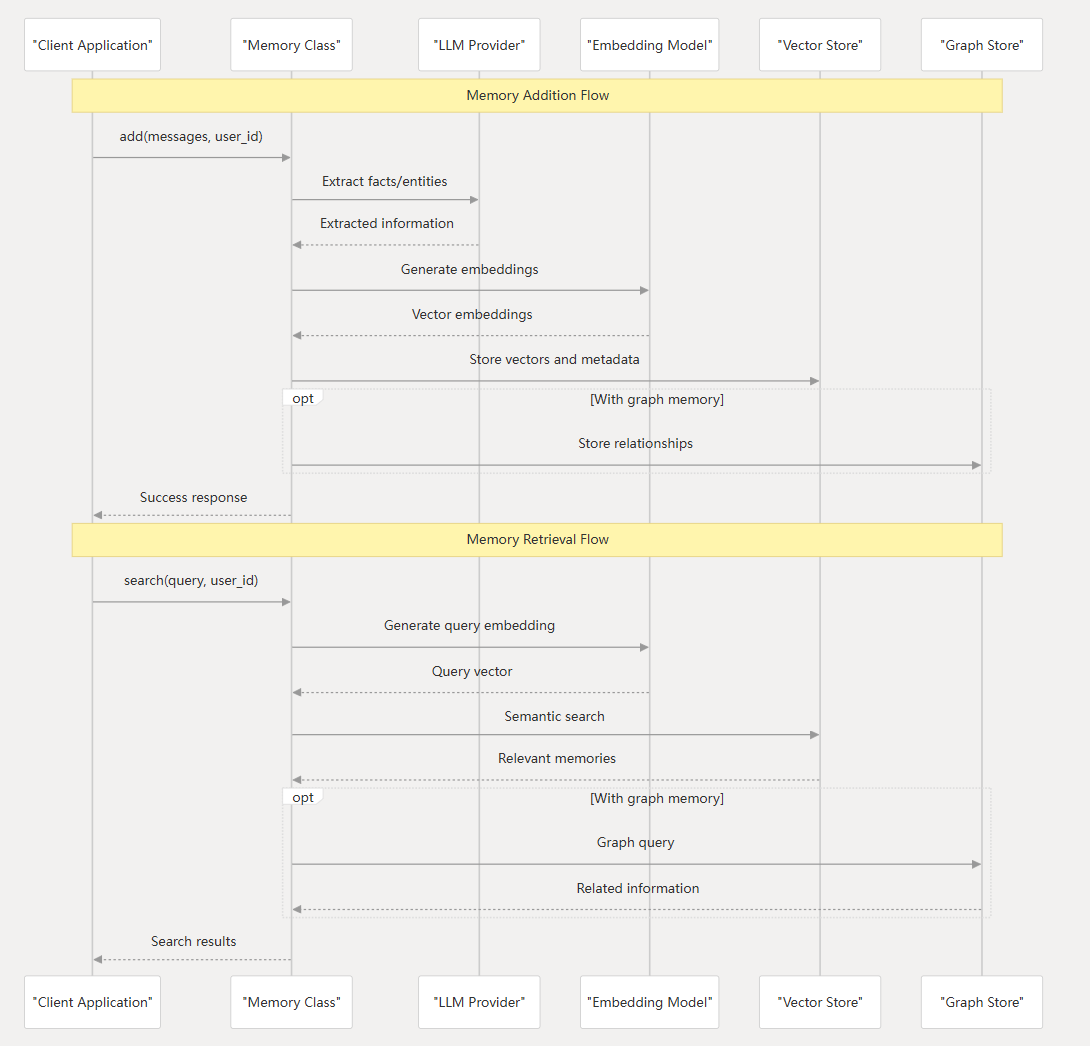 "Client Application" "Memory Class" "LLM Provider" "Embedding Model" "Vector Store" "Graph Store"
Memory Addition Flow
add(messages, user_id)
Extract facts/entities
Extracted information
Generate embeddings
Vector embeddings
Store vectors and metadata
opt [With graph memory]
Store relationships
Success response
Memory Retrieval Flow
search(query, user_id)
Generate query embedding
Query vector
Semantic search
Relevant memories
opt [With graph memory]
Graph query
Related information
Search results
"Client Application" "Memory Class" "LLM Provider" "Embedding Model" "Vector Store" "Graph Store"